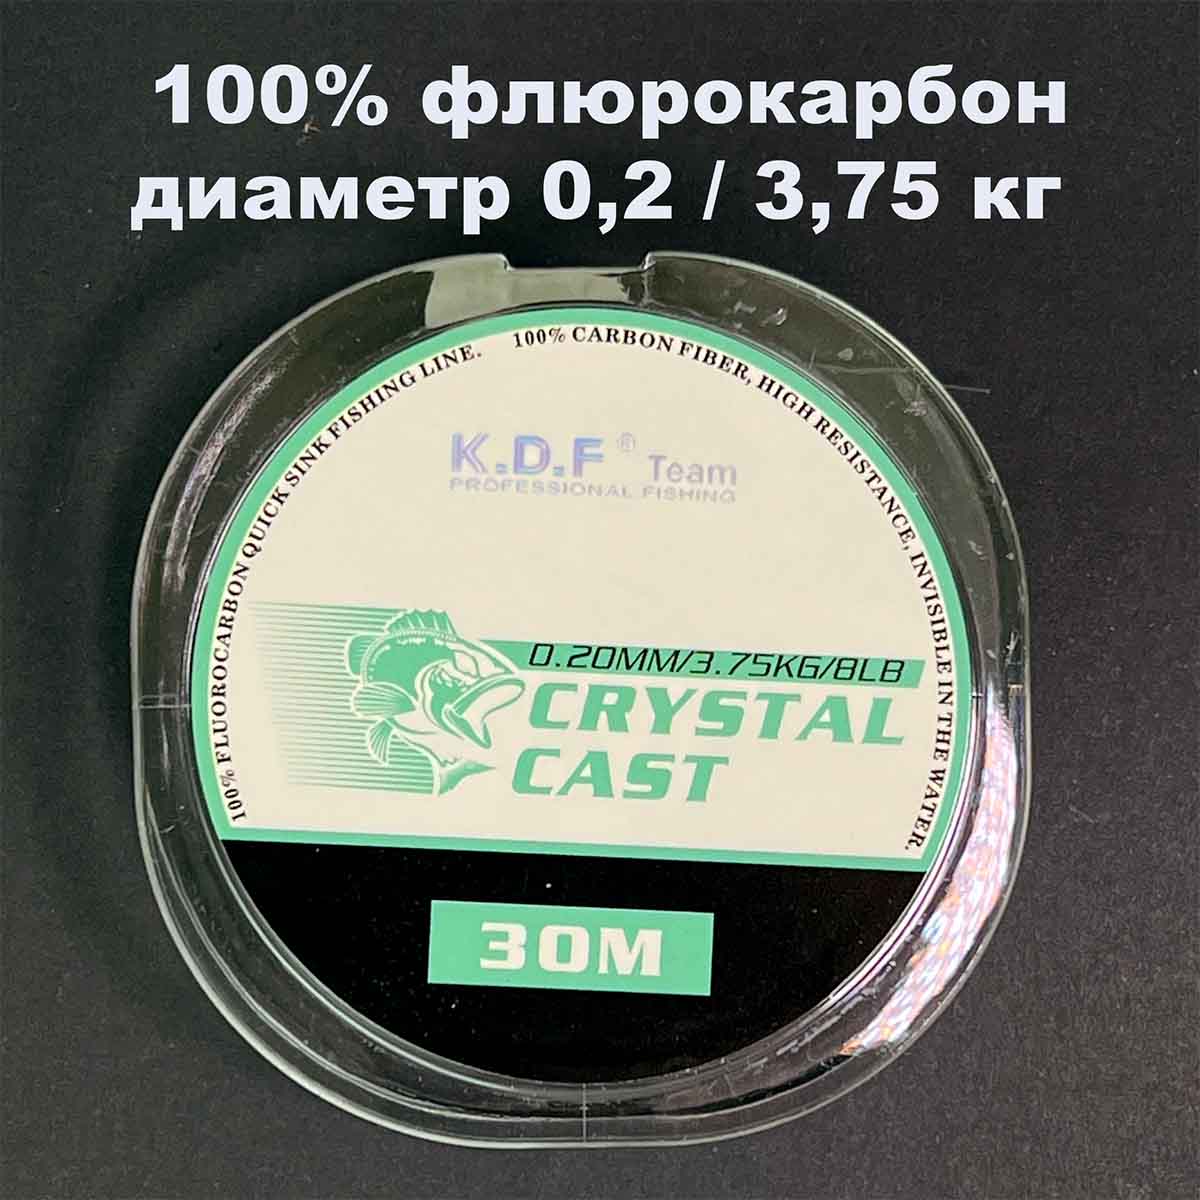 100% флюрокарбон
диаметр 0,2 / 3,75 кг
100% FLUOROCARBON QUICK SINK FISHING LINE.
100% CARBON FIBER, HIGH RESISTANCE, INVISIBLE IN THE WATER.
K.D.F ® Team
PROFESSIONAL FISHING
0.20MM/3.75KG/8LB
CRYSTAL
CAST
30M